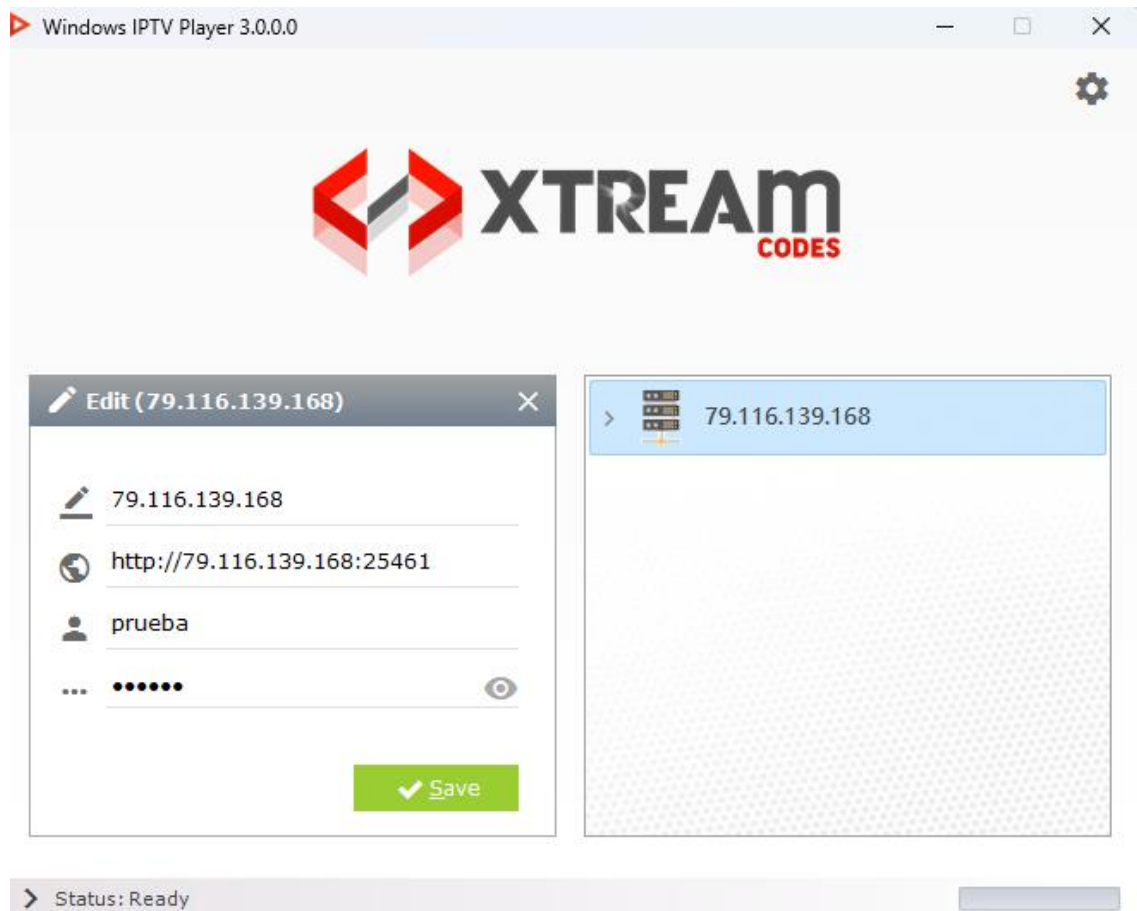 Windows IPTV Player 3.0.0.0
XTREAM
CODES
Edit (79.116.139.168)
79.116.139.168
http://79.116.139.168:25461
prueba
••••••
Save
79.116.139.168
Status: Ready